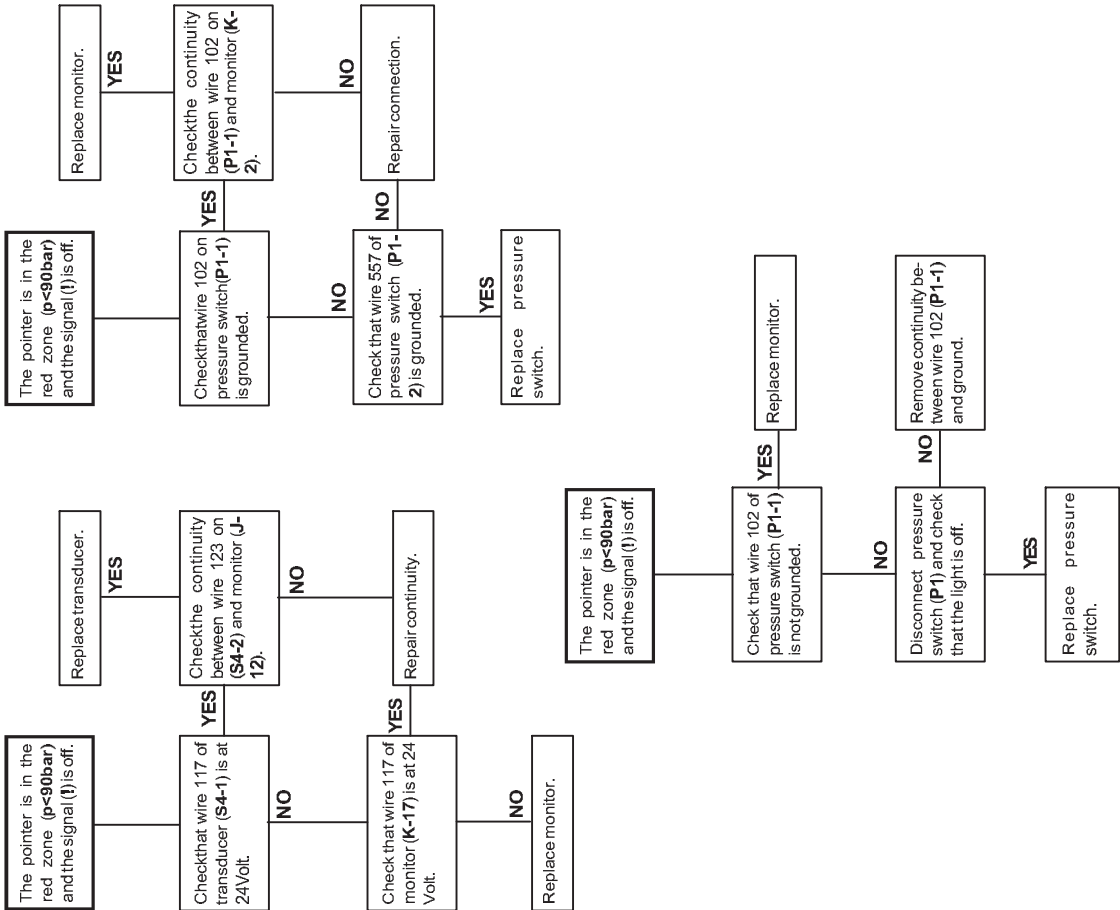 The pointer is in the
red zone (p<90bar)
and the signal (!) is off.
Checkthat wire 117 of
transducer (S4-1) is at
24Volt.
YES
Checkthe continuity
between wire 123 on
(S4-2) and monitor (J-
12).
YES
Replace transducer.
NO
Repair continuity.
NO
Check that wire 117 of
monitor (K-17) is at 24
Volt.
YES
NO
Replace monitor.
The pointer is in the
red zone (p<90bar)
and the signal (!) is off.
Checkthatwire 102 on
pressure switch(P1-1)
is grounded.
YES
Checkthe continuity
between wire 102 on
(P1-1) and monitor (K-
2).
YES
Replace monitor.
NO
Repair connection.
NO
Check that wire 557 of
pressure switch (P1-
2) is grounded.
NO
YES
Replace pressure
switch.
The pointer is in the
red zone (p<90bar)
and the signal (!) is off.
Check that wire 102 of
pressure switch (P1-1)
is not grounded.
YES
Replace monitor.
NO
Disconnect pressure
switch (P1) and check
that the light is off.
NO
Remove continuity be-
tween wire 102 (P1-1)
and ground.
YES
Replace pressure
switch.